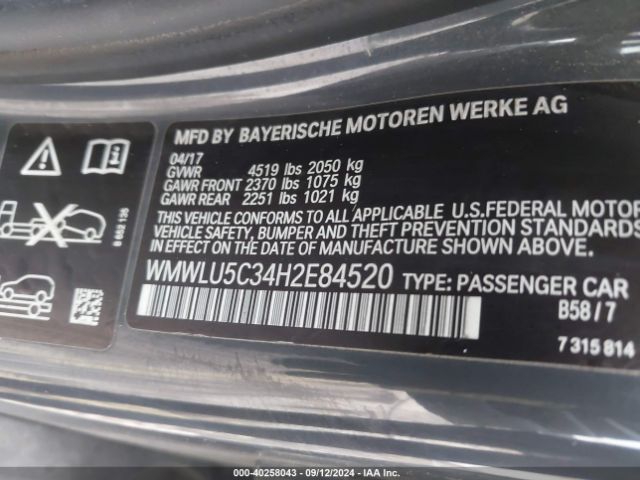 MFD BY BAYERISCHE MOTOREN WERKE AG
04/17
GVWR 4519 lbs 2050 kg
GAWR FRONT 2370 lbs 1075 kg
GAWR REAR 2251 lbs 1021 kg
THIS VEHICLE CONFORMS TO ALL APPLICABLE U.S.FEDERAL MOTOR
VEHICLE SAFETY, BUMPER AND THEFT PREVENTION STANDARDS
IN EFFECT ON THE DATE OF MANUFACTURE SHOWN ABOVE.
WMWLU5C34H2E84520 TYPE: PASSENGER CAR
B58 / 7
7 315 814
8 652 135
000-40258043 - 09/12/2024 - IAA Inc.